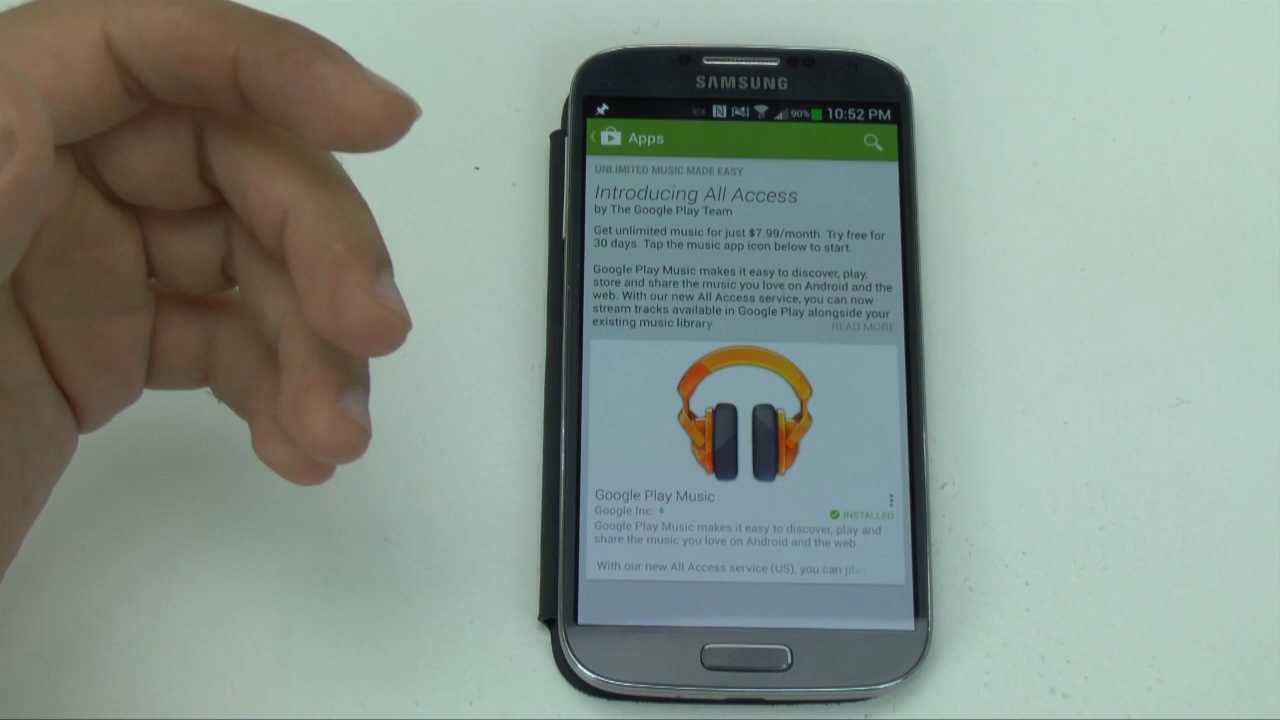 SAMSUNG
90% 10:52 PM
Apps
UNLIMITED MUSIC MADE EASY
Introducing All Access
by The Google Play Team
Get unlimited music for just $7.99/month. Try free for
30 days. Tap the music app icon below to start.
Google Play Music makes it easy to discover, play,
store and share the music you love on Android and the
web. With our new All Access service, you can now
stream tracks available in Google Play alongside your
existing music library
READ MORE
Google Play Music
Google Inc.
INSTALLED
Google Play Music makes it easy to discover, play and
share the music you love on Android and the web.
With our new All Access service (US), you can play